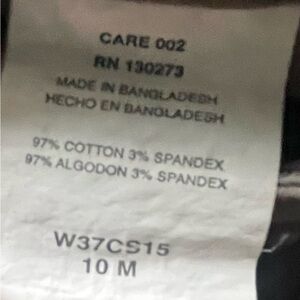 CARE 002
RN 130273
MADE IN BANGLADESH
HECHO EN BANGLADESH
97% COTTON 3% SPANDEX
97% ALGODON 3% SPANDEX
W37CS15
10 M